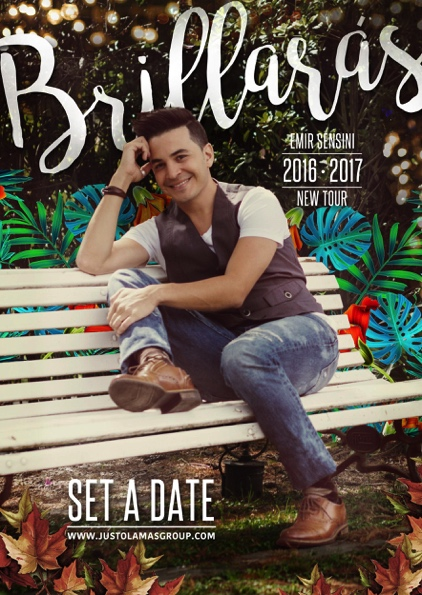 Brillarás
EMIR SENSINI
2016 - 2017
NEW TOUR
SET A DATE
WWW.JUSTOLAMASGROUP.COM